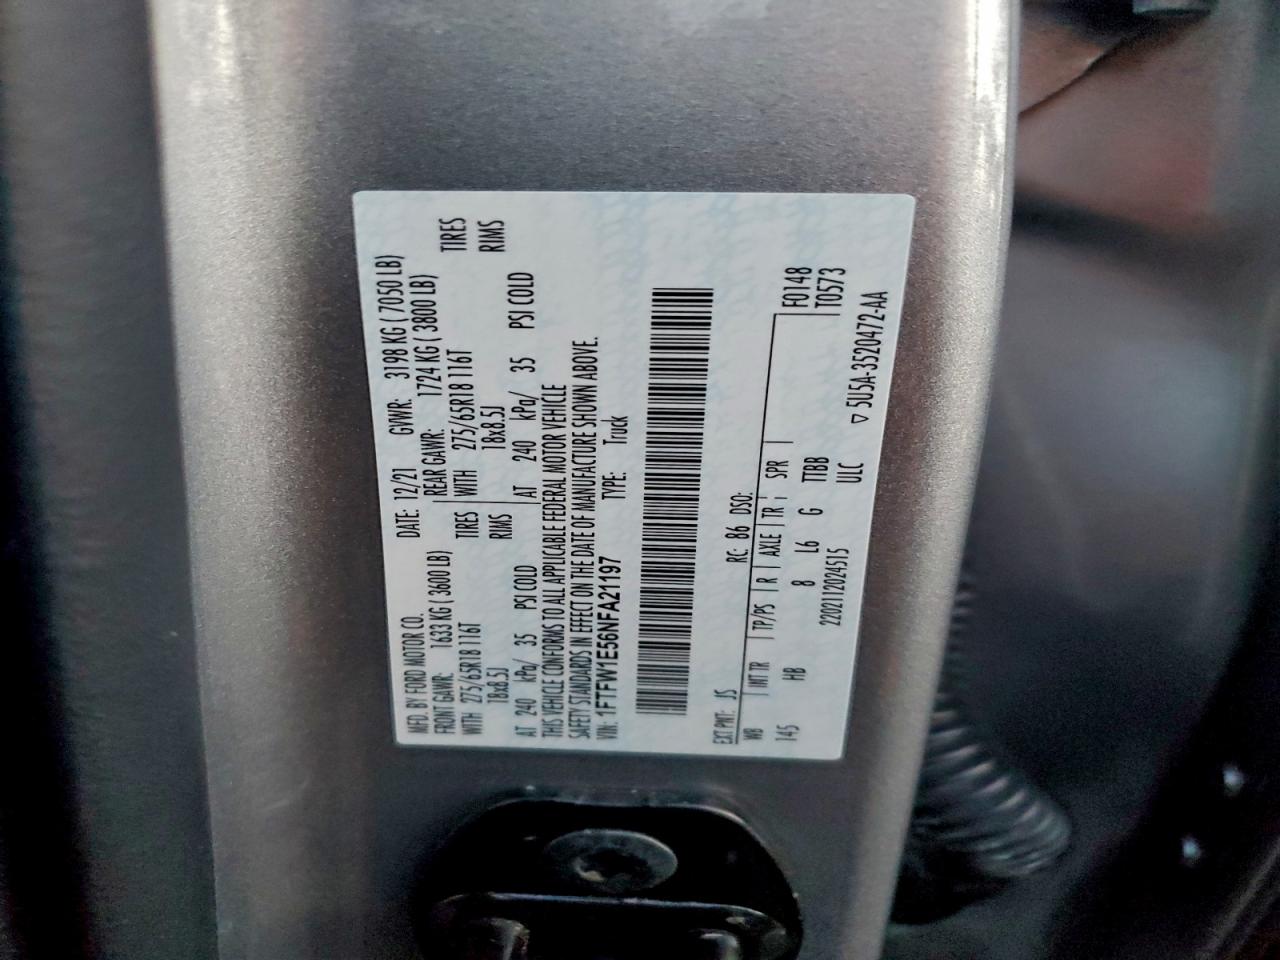 MFD. BY FORD MOTOR CO. DATE: 12/21 GVWR: 3198 KG ( 7050 LB)
FRONT GAWR: 1633 KG ( 3600 LB) REAR GAWR: 1724 KG ( 3800 LB)
WITH 275/65R18 116T TIRES WITH 275/65R18 116T TIRES
18x8.5J RIMS 18x8.5J RIMS
AT 240 kPa/ 35 PSI COLD AT 240 kPa/ 35 PSI COLD
THIS VEHICLE CONFORMS TO ALL APPLICABLE FEDERAL MOTOR VEHICLE
SAFETY STANDARDS IN EFFECT ON THE DATE OF MANUFACTURE SHOWN ABOVE.
VIN: 1FTFW1E56NFA21197 TYPE: Truck
EXT PNT: JS RC: 86 DSO:
WB INT TR TP/PS R AXLE TR SPR F0148
145 HB 8 L6 G TTBB T0573
2202112024515 ULC ▽ 5U5A-3520472-AA